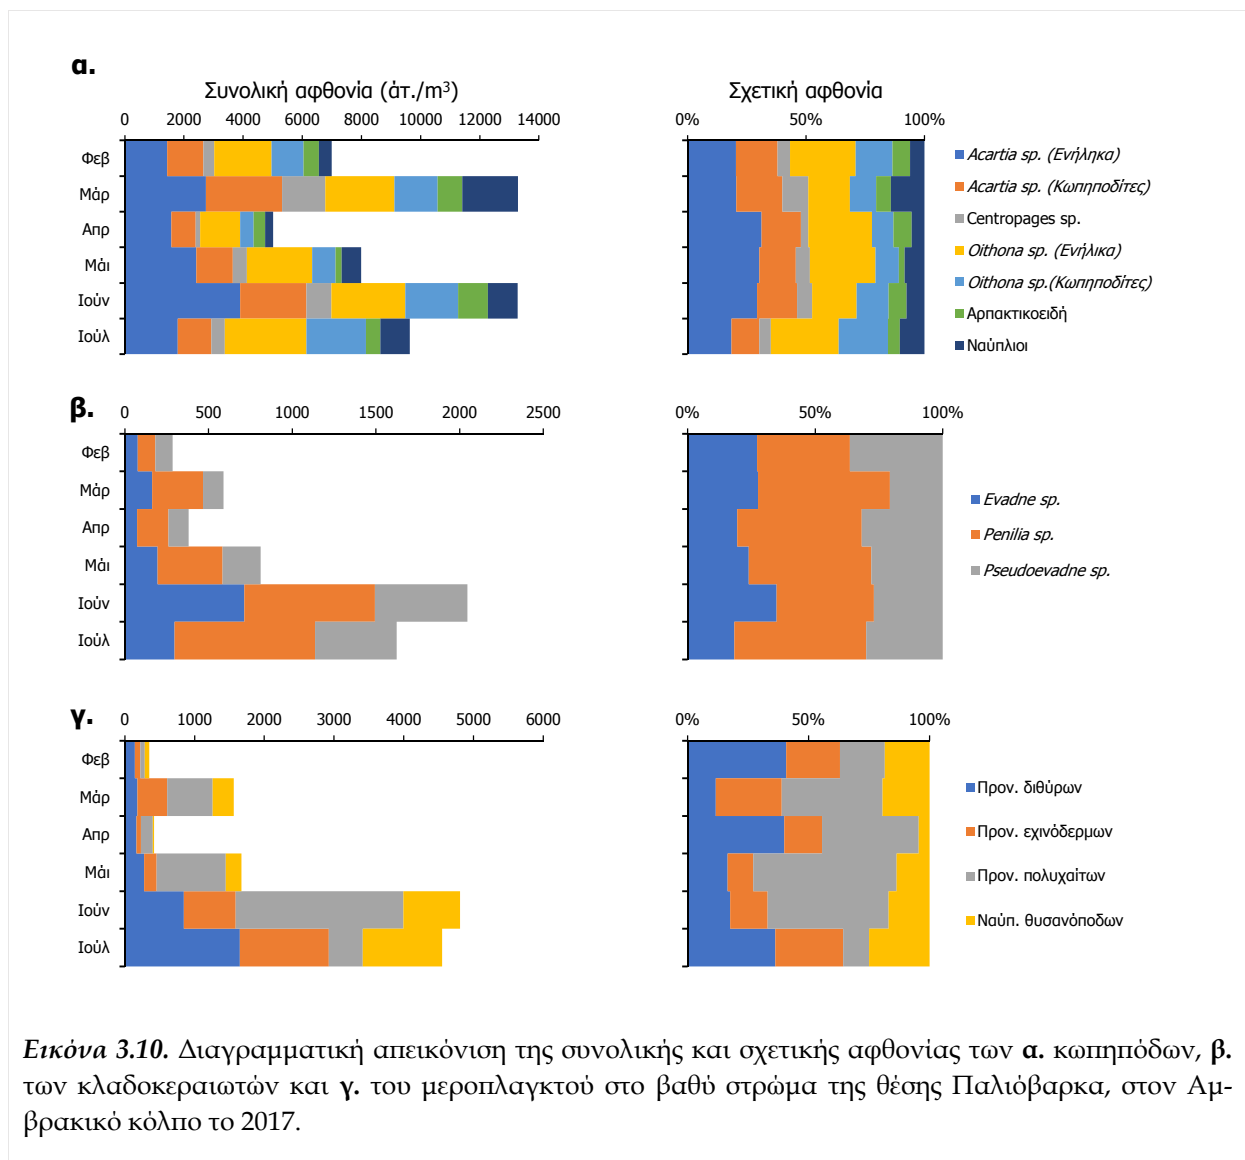 α.
Συνολική αφθονία (άτ./m³)
0 2000 4000 6000 8000 10000 12000 14000
Φεβ
Μάρ
Απρ
Μάι
Ιούν
Ιούλ
Σχετική αφθονία
0% 50% 100%
Acartia sp. (Ενήληκα)
Acartia sp. (Κωπηποδίτες)
Centropages sp.
Oithona sp. (Ενήλικα)
Oithona sp.(Κωπηποδίτες)
Αρπακτικοειδή
Ναύπλιοι
β.
0 500 1000 1500 2000 2500
Φεβ
Μάρ
Απρ
Μάι
Ιούν
Ιούλ
0% 50% 100%
Evadne sp.
Penilia sp.
Pseudoevadne sp.
γ.
0 1000 2000 3000 4000 5000 6000
Φεβ
Μάρ
Απρ
Μάι
Ιούν
Ιούλ
0% 50% 100%
Προν. διθύρων
Προν. εχινόδερμων
Προν. πολυχαίτων
Ναύπ. θυσανόποδων
Εικόνα 3.10. Διαγραμματική απεικόνιση της συνολικής και σχετικής αφθονίας των α. κωπηπόδων, β.
των κλαδοκεραιωτών και γ. του μεροπλαγκτού στο βαθύ στρώμα της θέσης Παλιόβαρκα, στον Αμ-
βρακικό κόλπο το 2017.